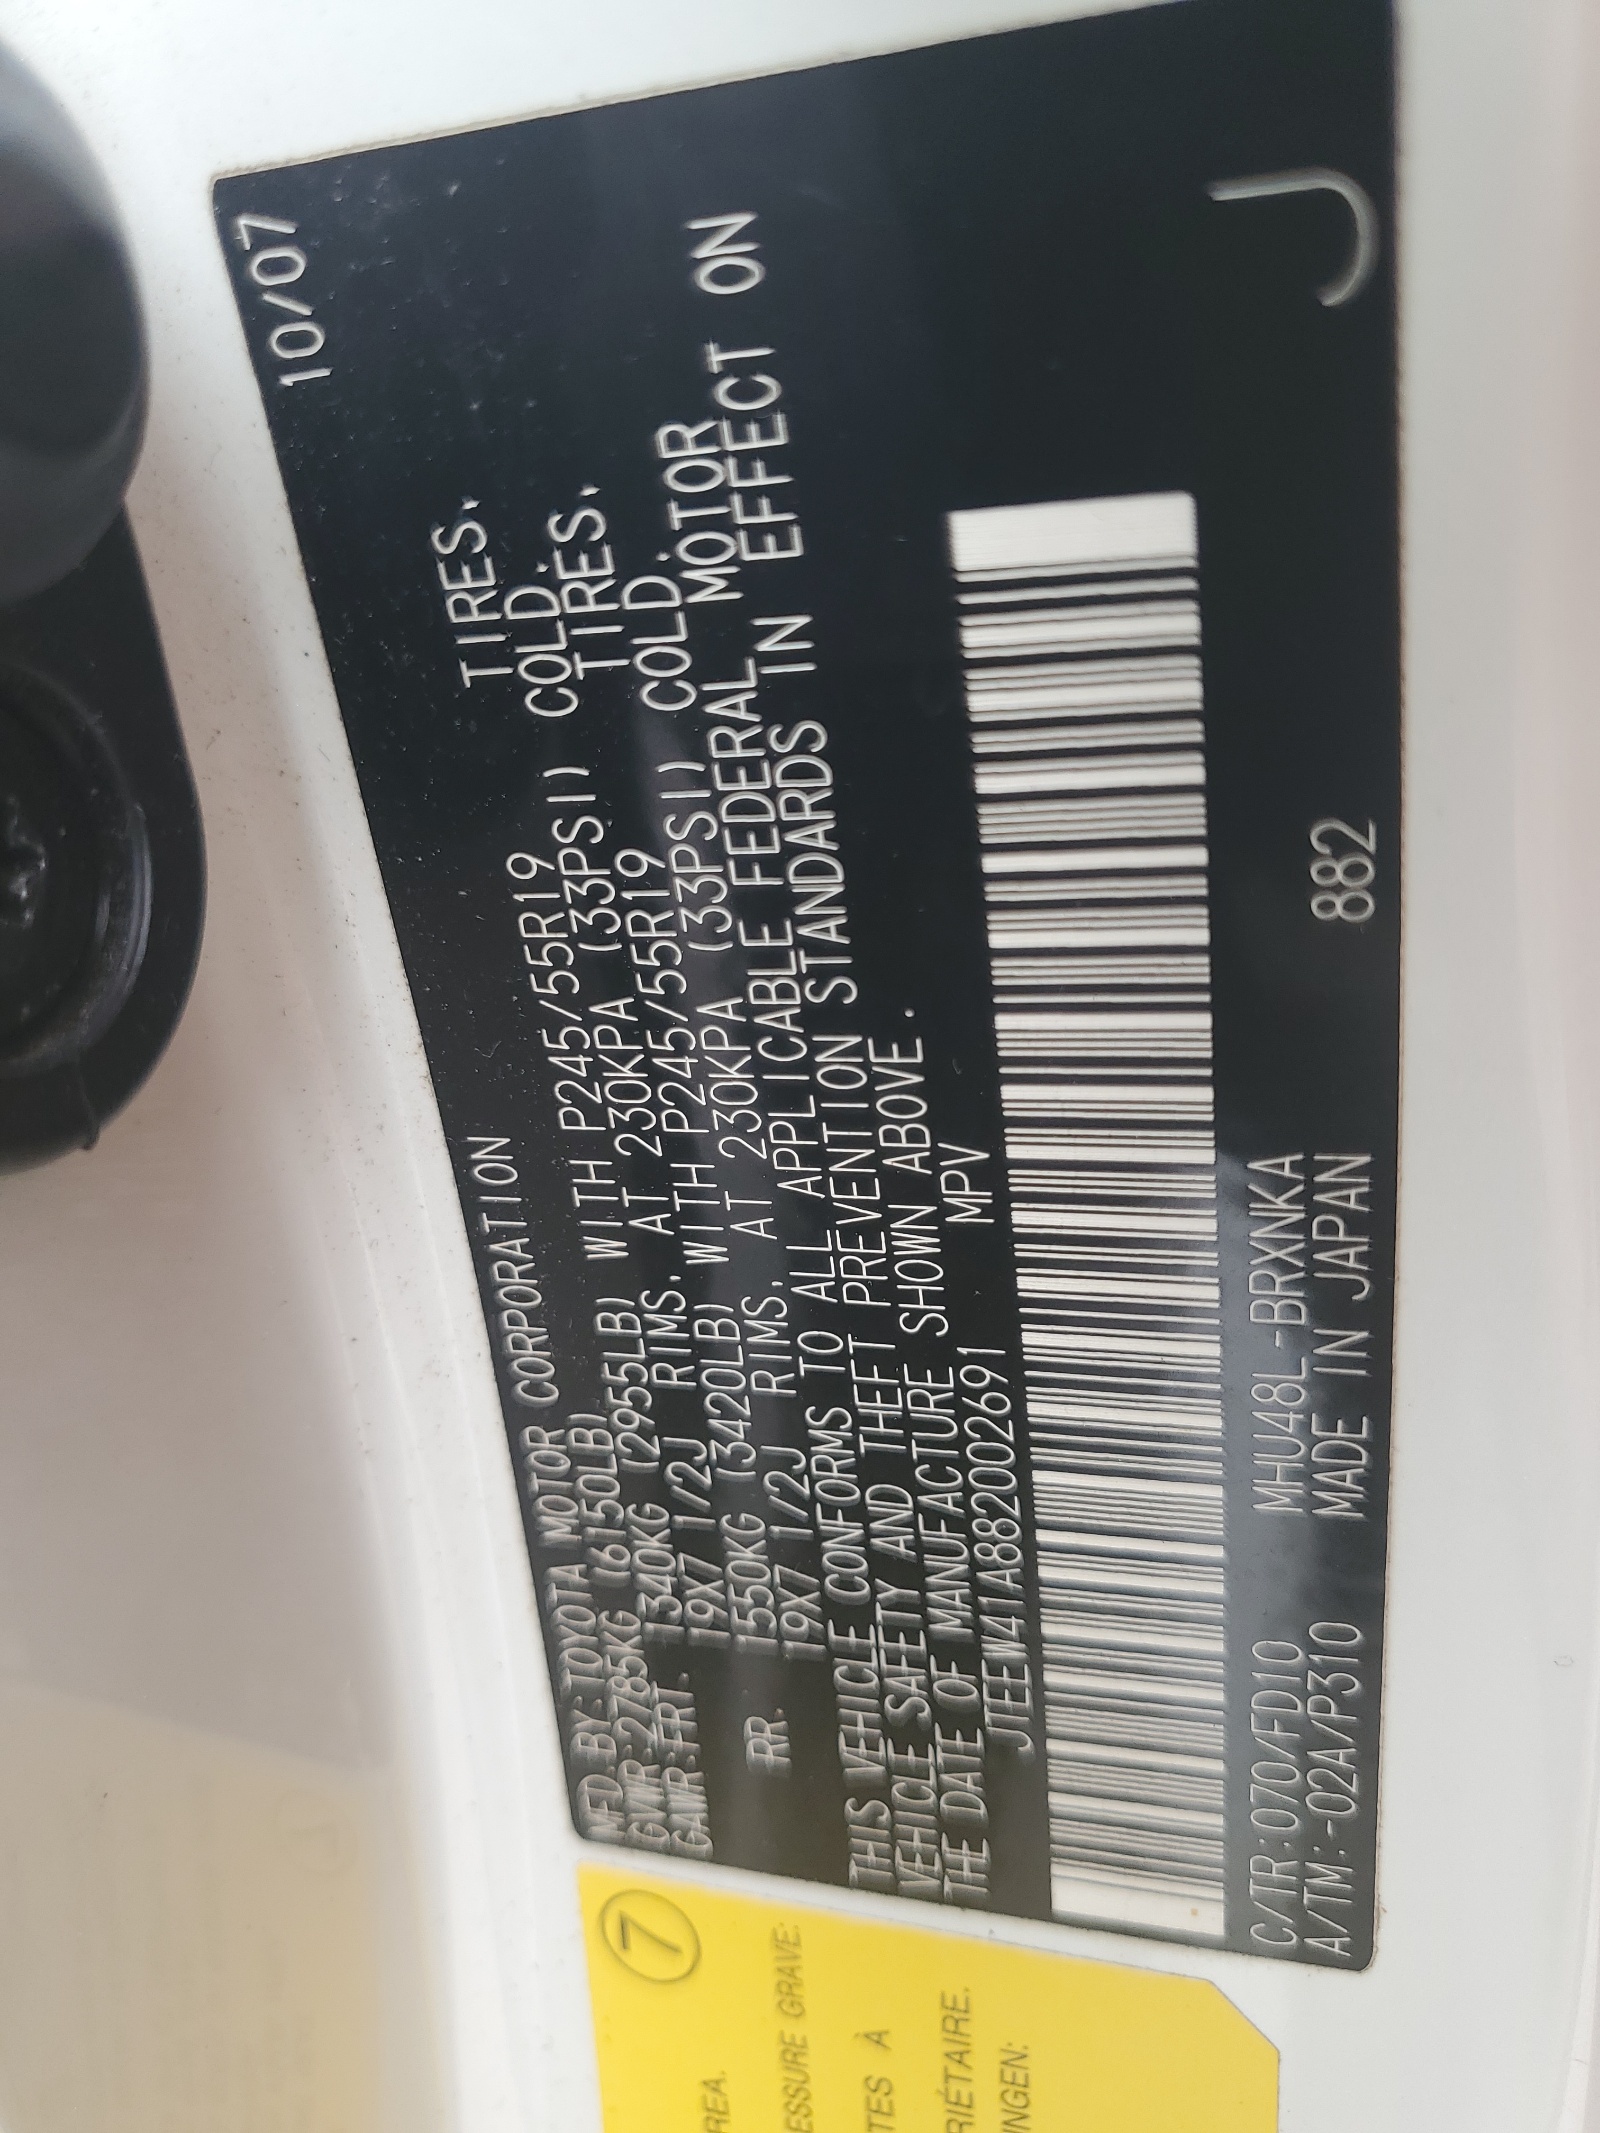 10/07
MFD. BY: TOYOTA MOTOR CORPORATION
GVWR: 2785KG (6150LB)
GAWR: FRT. 1340KG (2955LB) WITH P245/55R19 TIRES,
19X7 1/2J RIMS, AT 230KPA (33PSI) COLD.
RR. 1550KG (3420LB) WITH P245/55R19 TIRES,
19X7 1/2J RIMS, AT 230KPA (33PSI) COLD.
THIS VEHICLE CONFORMS TO ALL APPLICABLE FEDERAL MOTOR
VEHICLE SAFETY AND THEFT PREVENTION STANDARDS IN EFFECT ON
THE DATE OF MANUFACTURE SHOWN ABOVE.
JTEEW41A882000269 1 MPV
C/TR: 070/FD10 MHU48L-BRXNKA
A/TM: -02A/P310 MADE IN JAPAN 882
J
7
REA.
ESSURE GRAVE:
TES À
RIÉTAIRE.
INGEN: